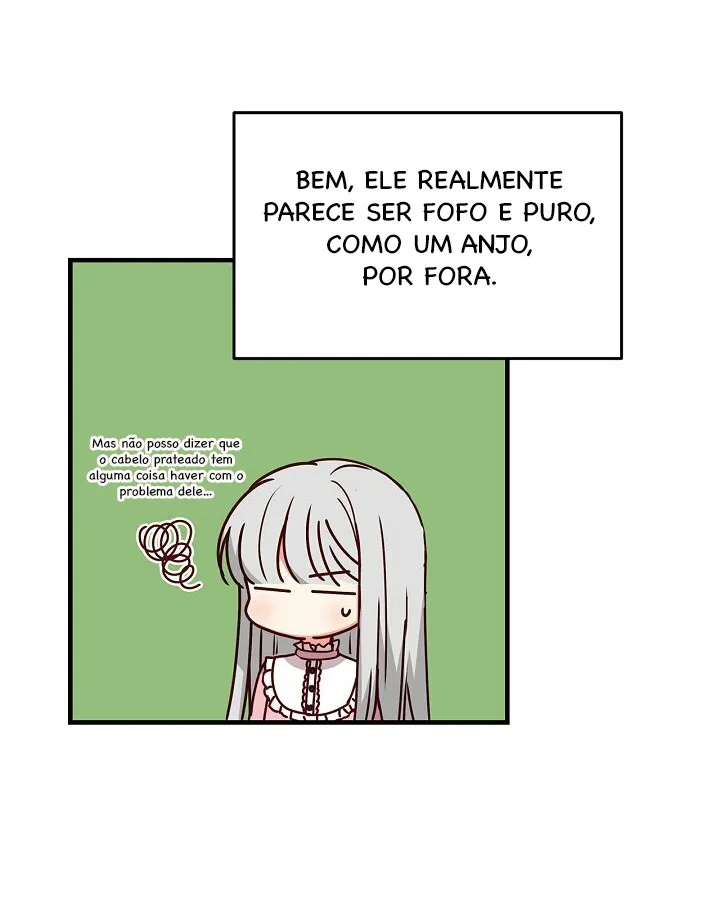 BEM, ELE REALMENTE
PARECE SER FOFO E PURO,
COMO UM ANJO,
POR FORA.
Mas não posso dizer que
o cabelo prateado tem
alguma coisa haver com o
problema dele...